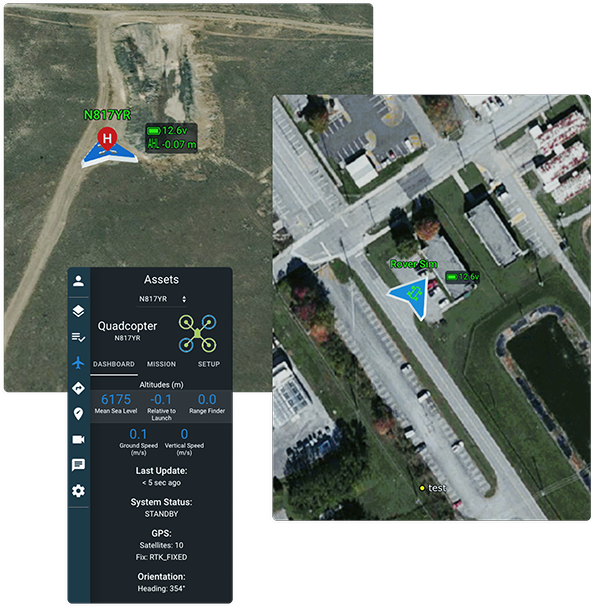 N817YR
H
12.6v
AHL -0.07 m
Rover Sim
12.6v
test
Assets
N817YR
Quadcopter
N817YR
DASHBOARD MISSION SETUP
Altitudes (m)
6175 -0.1 0.0
Mean Sea Level Relative to Launch Range Finder
0.1 0
Ground Speed (m/s) Vertical Speed (m/s)
Last Update:
< 5 sec ago
System Status:
STANDBY
GPS:
Satellites: 10
Fix: RTK_FIXED
Orientation:
Heading: 354°